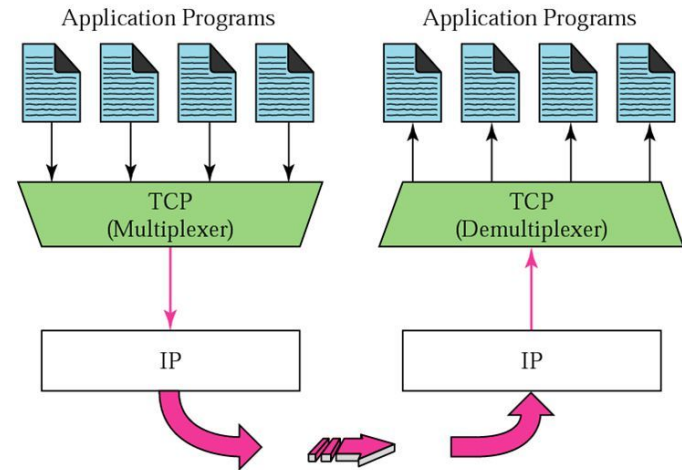 Application Programs
Application Programs
TCP
(Multiplexer)
TCP
(Demultiplexer)
IP
IP